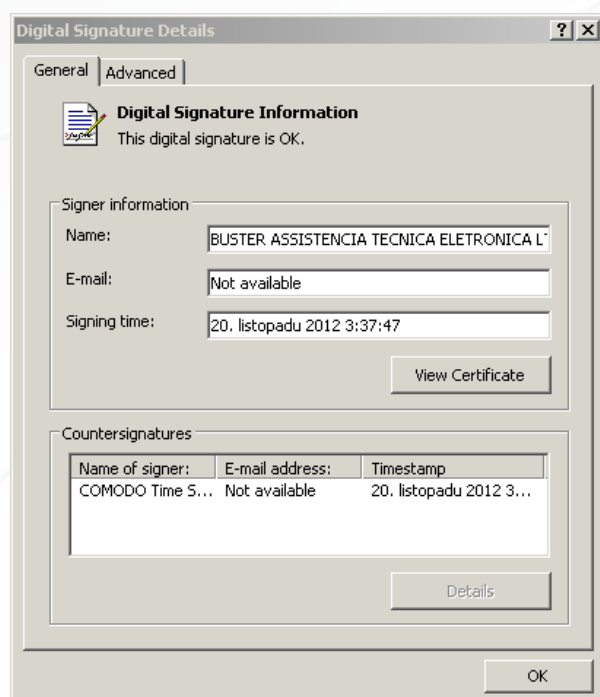 Digital Signature Details
General Advanced
Digital Signature Information
This digital signature is OK.
Signer information
Name: BUSTER ASSISTENCIA TECNICA ELETRONICA LT
E-mail: Not available
Signing time: 20. listopadu 2012 3:37:47
View Certificate
Countersignatures
Name of signer: E-mail address: Timestamp
COMODO Time S... Not available 20. listopadu 2012 3...
Details
OK